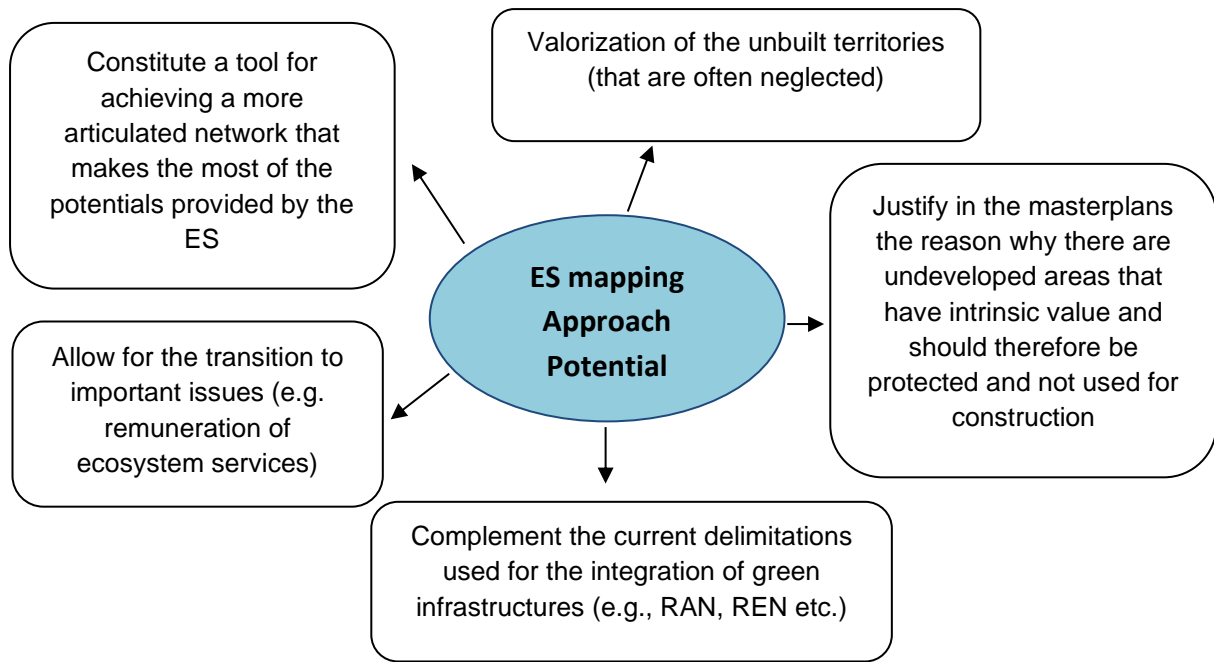 Constitute a tool for
achieving a more
articulated network that
makes the most of the
potentials provided by the
ES
Valorization of the unbuilt territories
(that are often neglected)
Justify in the masterplans
the reason why there are
undeveloped areas that
have intrinsic value and
should therefore be
protected and not used for
construction
ES mapping
Approach
Potential
Allow for the transition to
important issues (e.g.
remuneration of
ecosystem services)
Complement the current delimitations
used for the integration of green
infrastructures (e.g., RAN, REN etc.)